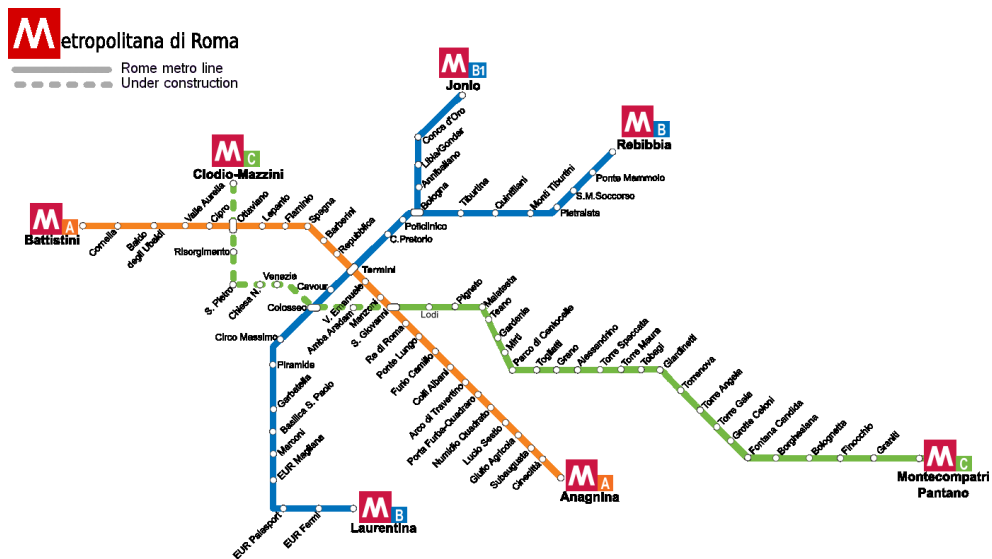 Metropolitana di Roma
Rome metro line
Under construction
M B1
Jonio
M B
Rebibbia
M C
Clodio-Mazzini
M A
Battistini
Cornelia
Baldo
degli Ubaldi
Valle Aurelia
Cipro
Ottaviano
Lepanto
Flaminio
Spagna
Barberini
Repubblica
Termini
Conca d'Oro
Libia/Gondar
Annibaliano
Bologna
Tiburtina
Quintiliani
Monti Tiburtini
Pietralata
S.M.Soccorso
Ponte Mammolo
Policlinico
C.Pretorio
Risorgimento
S. Pietro
Chiesa N.
Venezia
Cavour
Colosseo
V. Emanuele
Amba Aradam
Manzoni
S. Giovanni
Lodi
Pigneto
Malatesta
Teano
Gardenie
Mirti
Parco di Centocelle
Togliatti
Grano
Alessandrino
Torre Spaccata
Torre Maura
Tobagi
Giardinetti
Torrenova
Torre Angela
Torre Gaia
Grotte Celoni
Fontana Candida
Borghesiana
Bolognetta
Finocchio
Graniti
M C
Montecompatri
Pantano
Circo Massimo
Piramide
Garbatella
Basilica S. Paolo
Marconi
EUR Magliana
EUR Palasport
EUR Fermi
M B
Laurentina
Re di Roma
Ponte Lungo
Furio Camillo
Colli Albani
Arco di Travertino
Porta Furba-Quadraro
Numidio Quadrato
Lucio Sestio
Giulio Agricola
Subaugusta
Cinecittà
M A
Anagnina